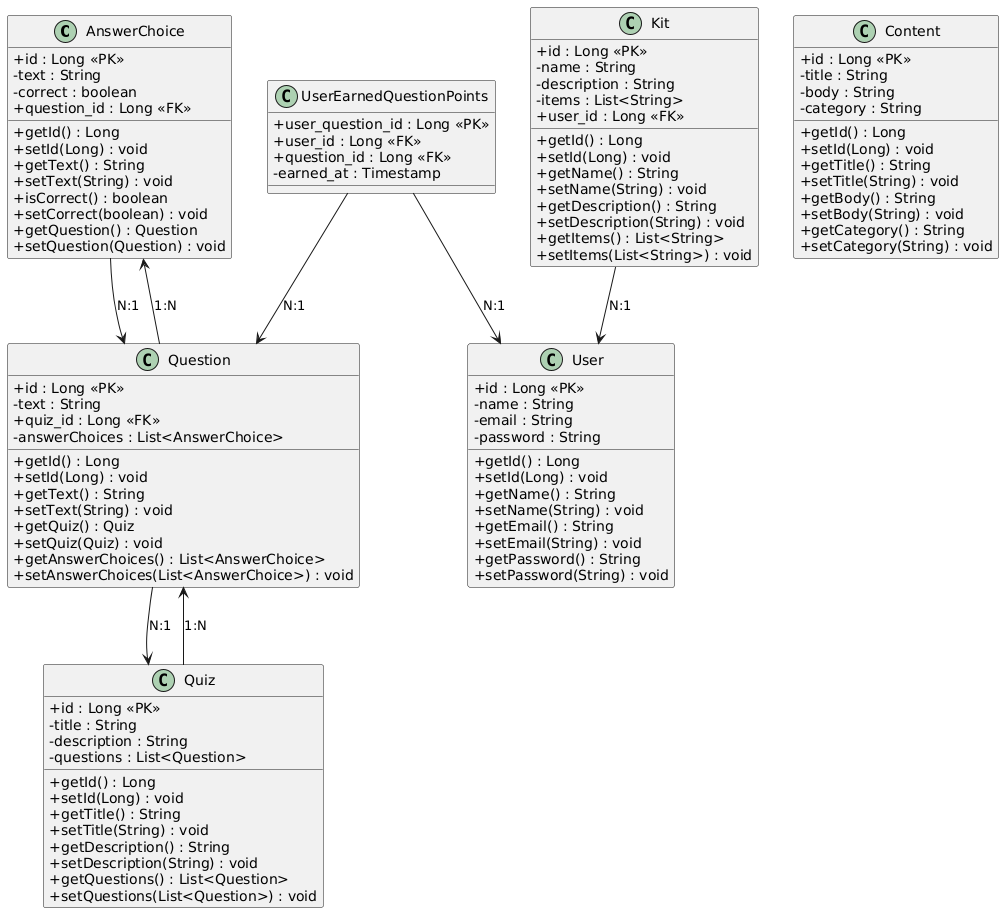 C AnswerChoice
+id : Long «PK»
-text : String
-correct : boolean
+question_id : Long «FK»
+getId() : Long
+setId(Long) : void
+getText() : String
+setText(String) : void
+isCorrect() : boolean
+setCorrect(boolean) : void
+getQuestion() : Question
+setQuestion(Question) : void
C UserEarnedQuestionPoints
+user_question_id : Long «PK»
+user_id : Long «FK»
+question_id : Long «FK»
-earned_at : Timestamp
C Kit
+id : Long «PK»
-name : String
-description : String
-items : List<String>
+user_id : Long «FK»
+getId() : Long
+setId(Long) : void
+getName() : String
+setName(String) : void
+getDescription() : String
+setDescription(String) : void
+getItems() : List<String>
+setItems(List<String>) : void
C Content
+id : Long «PK»
-title : String
-body : String
-category : String
+getId() : Long
+setId(Long) : void
+getTitle() : String
+setTitle(String) : void
+getBody() : String
+setBody(String) : void
+getCategory() : String
+setCategory(String) : void
N:1
1:N
N:1
N:1
N:1
C Question
+id : Long «PK»
-text : String
+quiz_id : Long «FK»
-answerChoices : List<AnswerChoice>
+getId() : Long
+setId(Long) : void
+getText() : String
+setText(String) : void
+getQuiz() : Quiz
+setQuiz(Quiz) : void
+getAnswerChoices() : List<AnswerChoice>
+setAnswerChoices(List<AnswerChoice>) : void
C User
+id : Long «PK»
-name : String
-email : String
-password : String
+getId() : Long
+setId(Long) : void
+getName() : String
+setName(String) : void
+getEmail() : String
+setEmail(String) : void
+getPassword() : String
+setPassword(String) : void
N:1
1:N
C Quiz
+id : Long «PK»
-title : String
-description : String
-questions : List<Question>
+getId() : Long
+setId(Long) : void
+getTitle() : String
+setTitle(String) : void
+getDescription() : String
+setDescription(String) : void
+getQuestions() : List<Question>
+setQuestions(List<Question>) : void